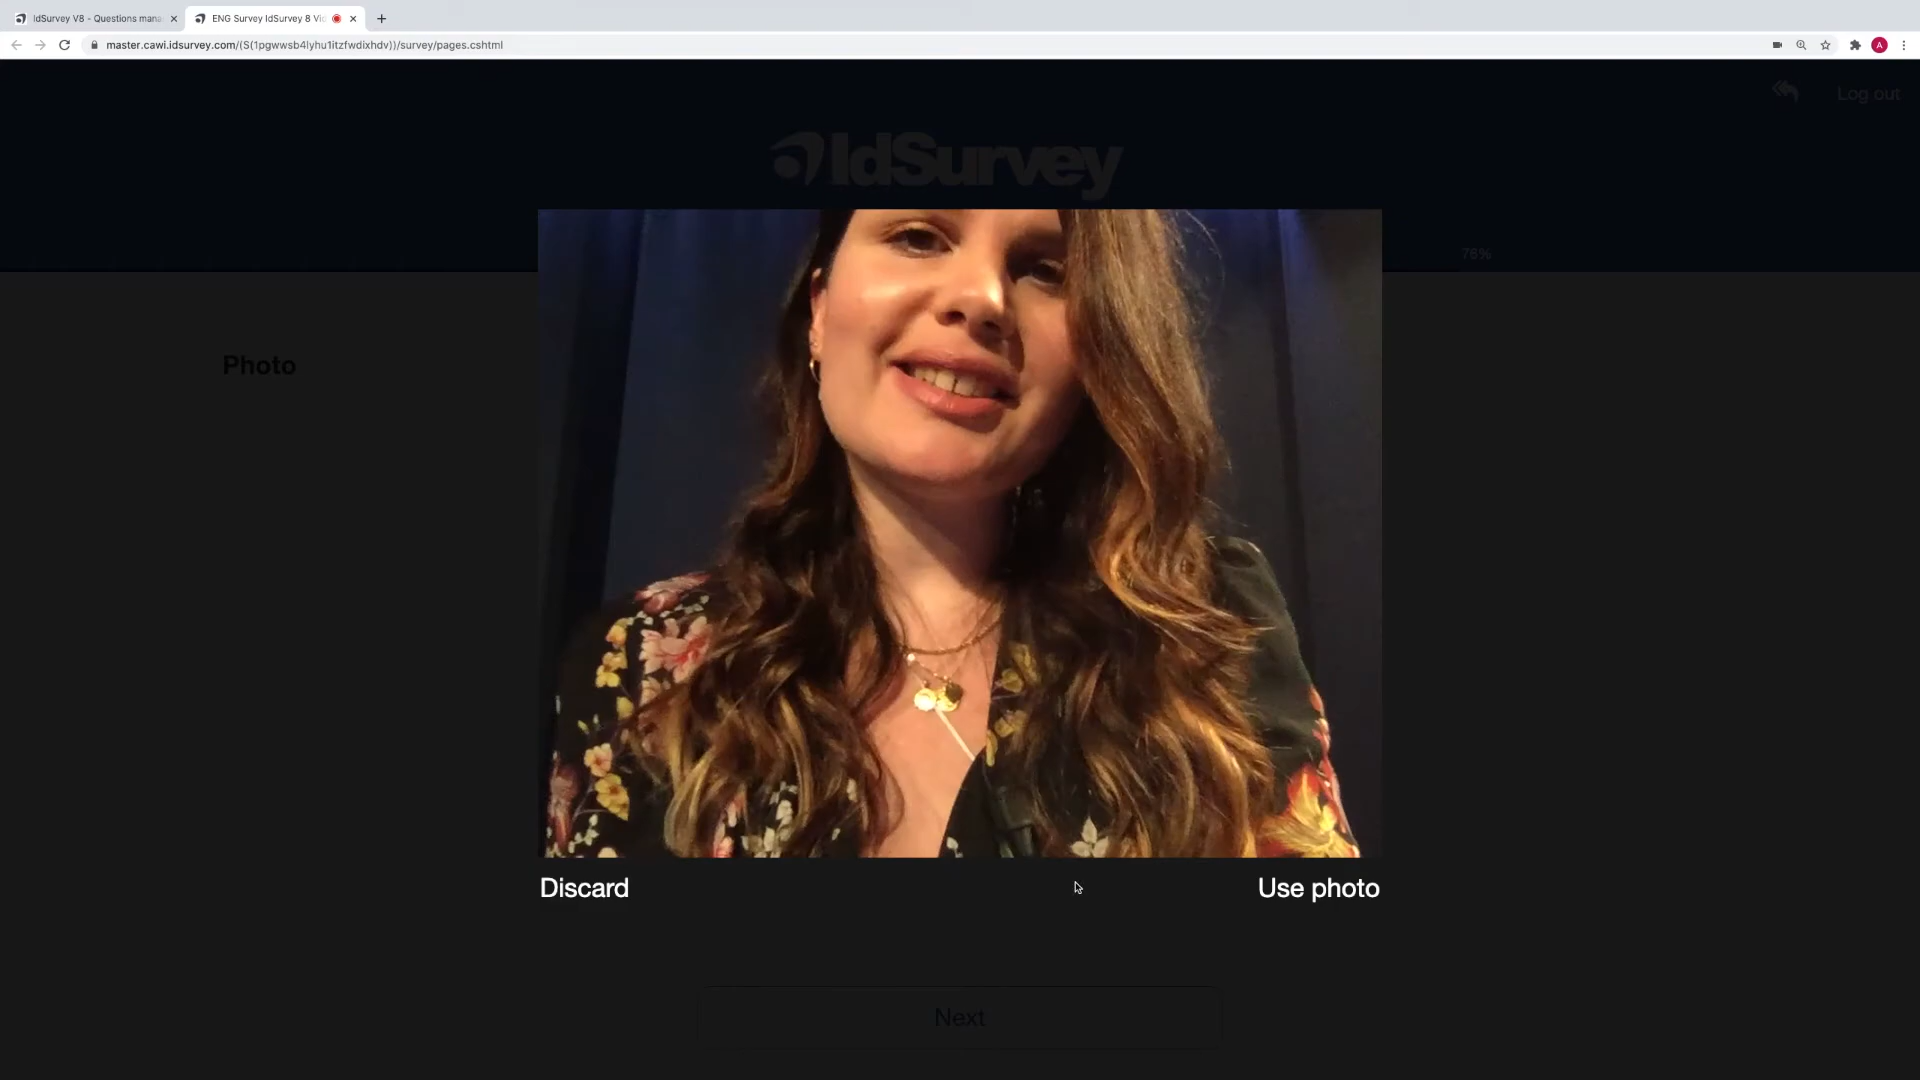 IdSurvey V8 - Questions mana
ENG Survey IdSurvey 8 Vi
master.cawi.idsurvey.com/(S(1pgwwsb4lyhu1itzfwdixhdv))/survey/pages.cshtml
A
Log out
IdSurvey
76%
Photo
Discard
Use photo
Next